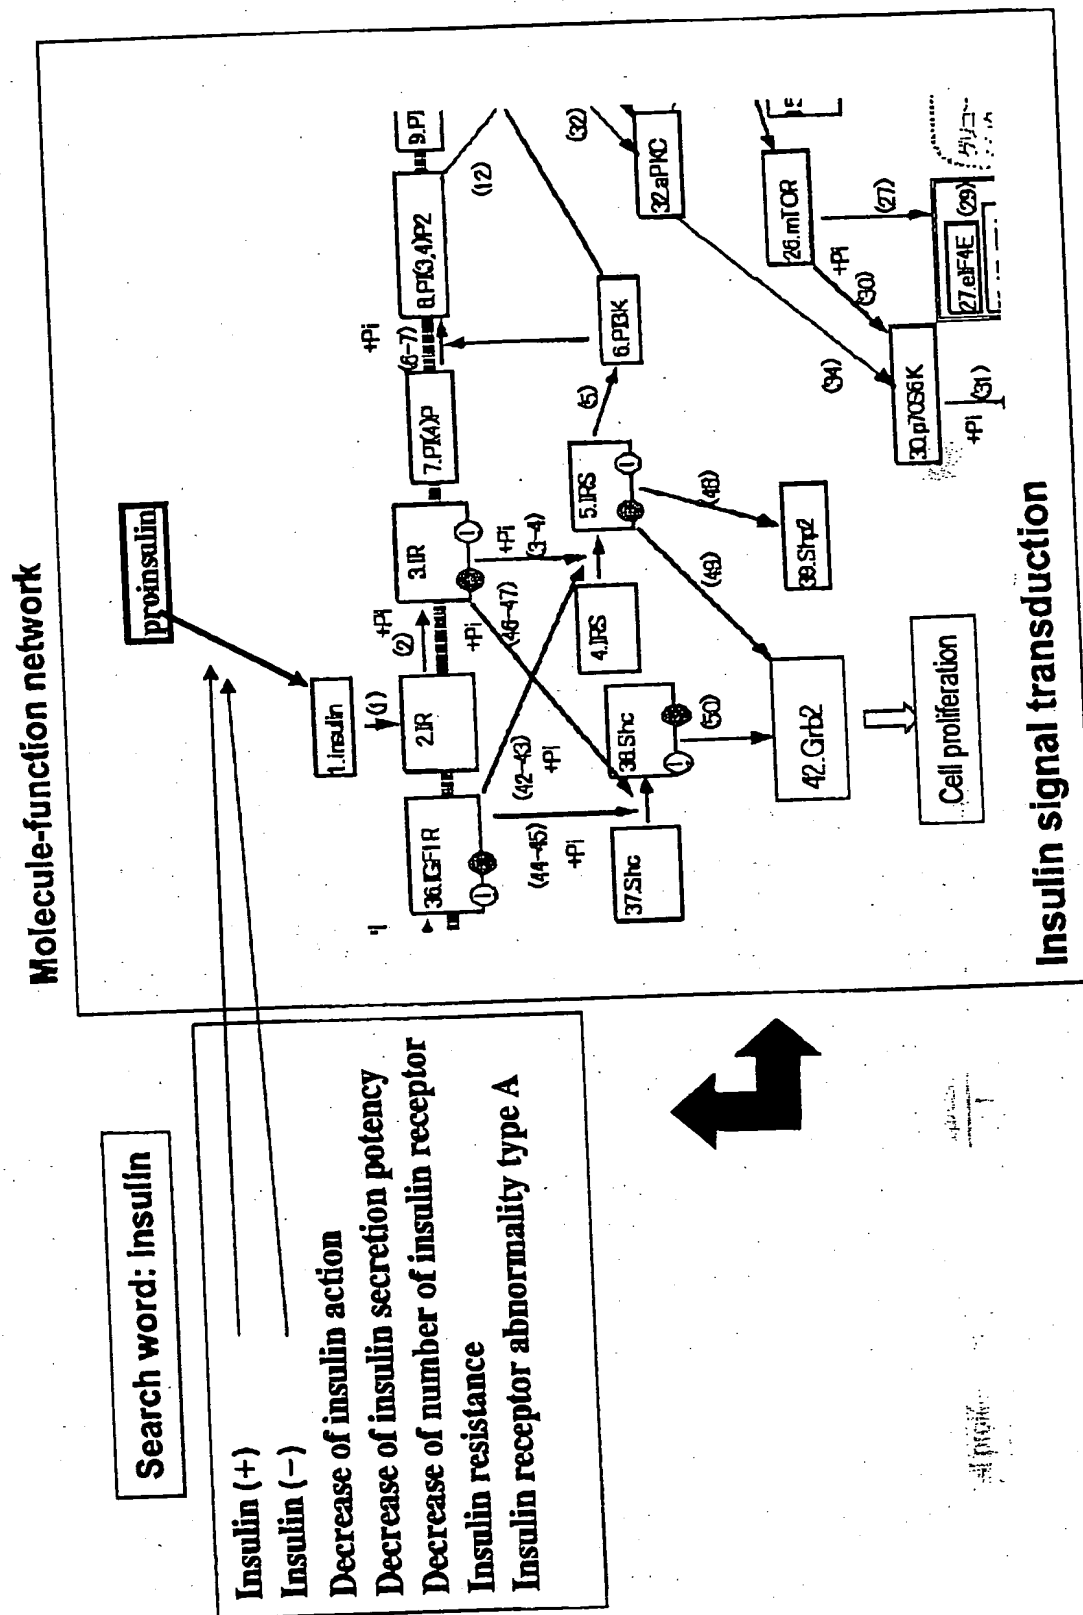 Search word: insulin
Insulin (+)
Insulin (−)
Decrease of insulin action
Decrease of insulin secretion potency
Decrease of number of insulin receptor
Insulin resistance
Insulin receptor abnormality type A
Molecule-function network
proinsulin
1.insulin
(1)
36.IGF1R
2.IR
(2)
+Pi
3.IR
7.PI(4)P
+Pi
(6-7)
8.PI(3,4)P2
9.PI
(12)
+Pi
(46-47)
+Pi
(3-4)
(42-43)
+Pi
(44-45)
+Pi
37.Shc
38.Shc
4.IRS
5.IRS
(5)
6.PI3K
(32)
32.aPKC
(50)
(49)
(48)
(34)
26.mTOR
+Pi
(30)
(27)
42.Grb2
39.Shp2
30.p70S6K
+Pi
(31)
27.eIF4E
(29)
グリコー
Cell proliferation
Insulin signal transduction